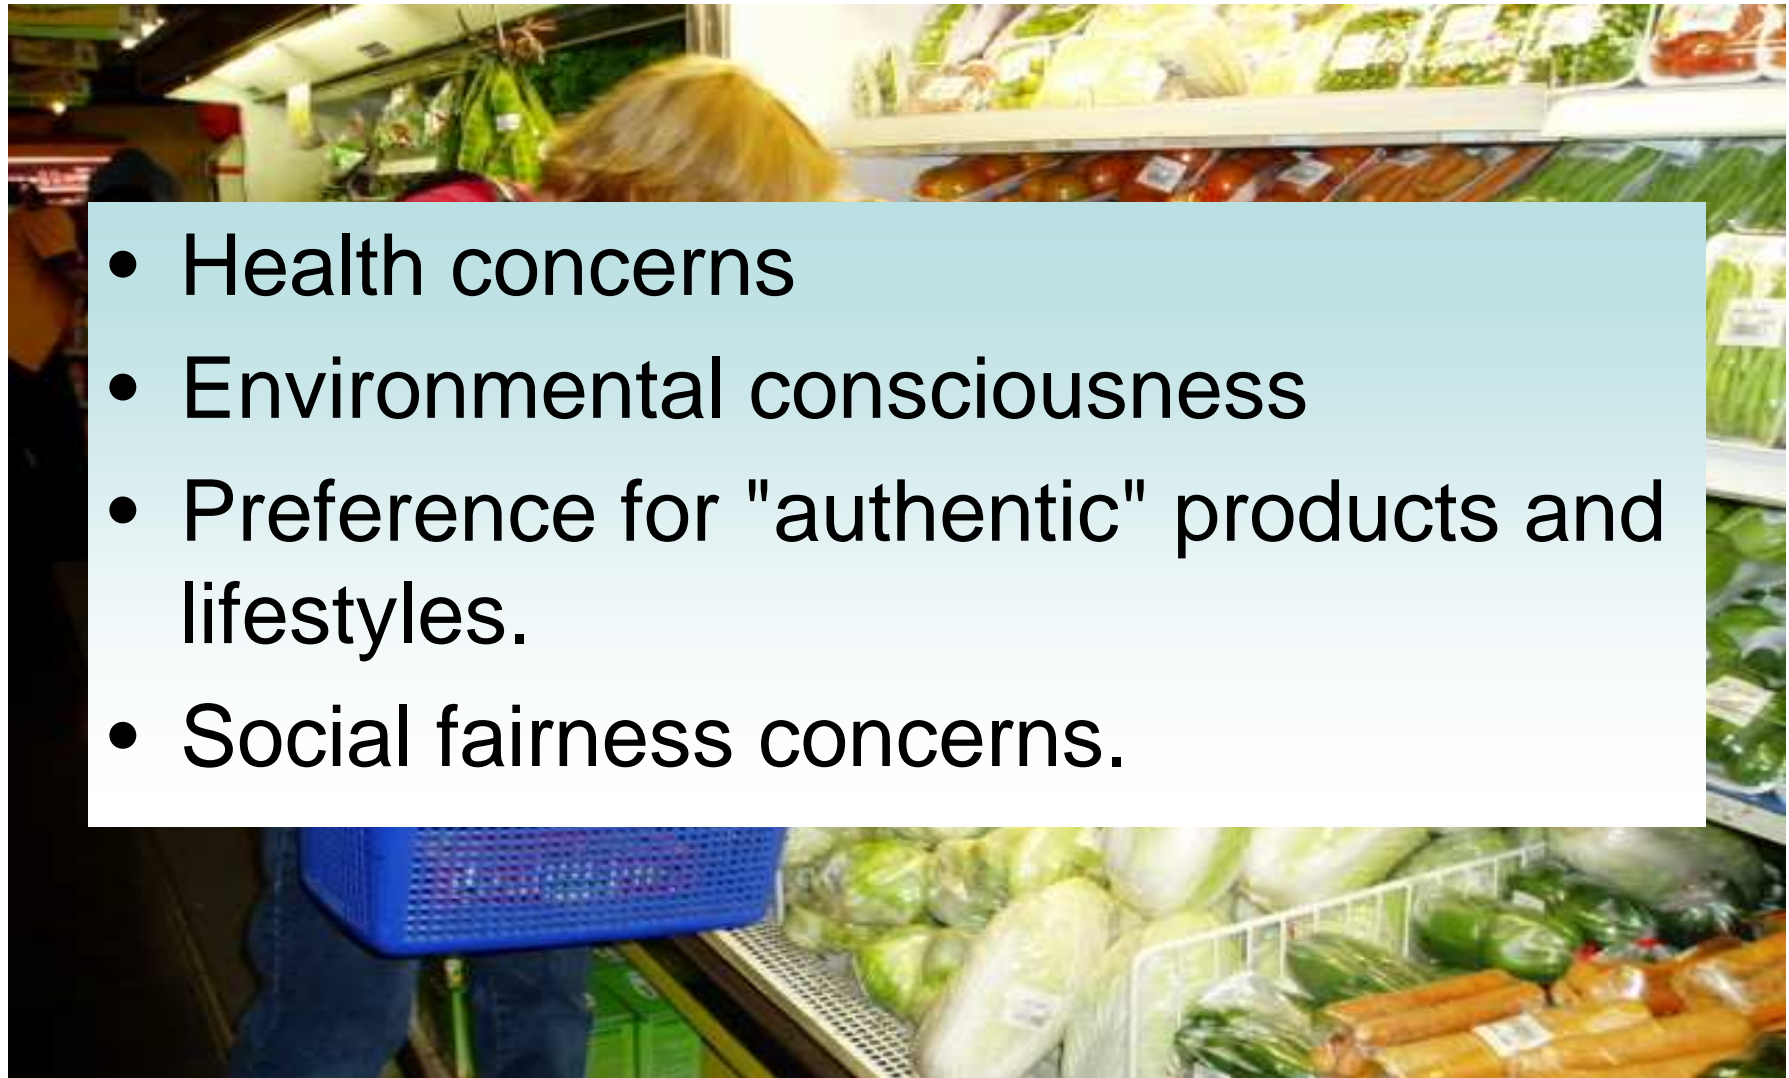 • Health concerns
• Environmental consciousness
• Preference for "authentic" products and
lifestyles.
• Social fairness concerns.